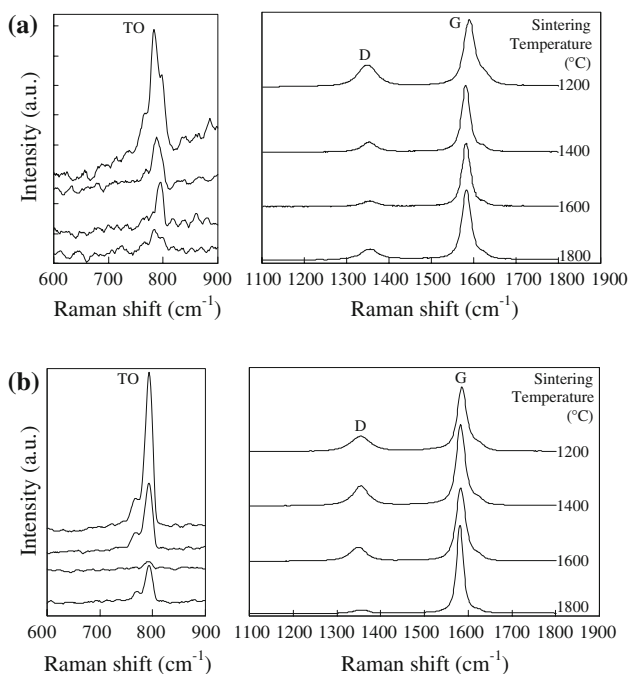 (a)
TO
D
G
Sintering
Temperature
(°C)
1200
1400
1600
1800
Intensity (a.u.)
600 700 800 900
1100 1200 1300 1400 1500 1600 1700 1800 1900
Raman shift (cm-1)
Raman shift (cm-1)
(b)
TO
D
G
Sintering
Temperature
(°C)
1200
1400
1600
1800
Intensity (a.u.)
600 700 800 900
1100 1200 1300 1400 1500 1600 1700 1800 1900
Raman shift (cm-1)
Raman shift (cm-1)